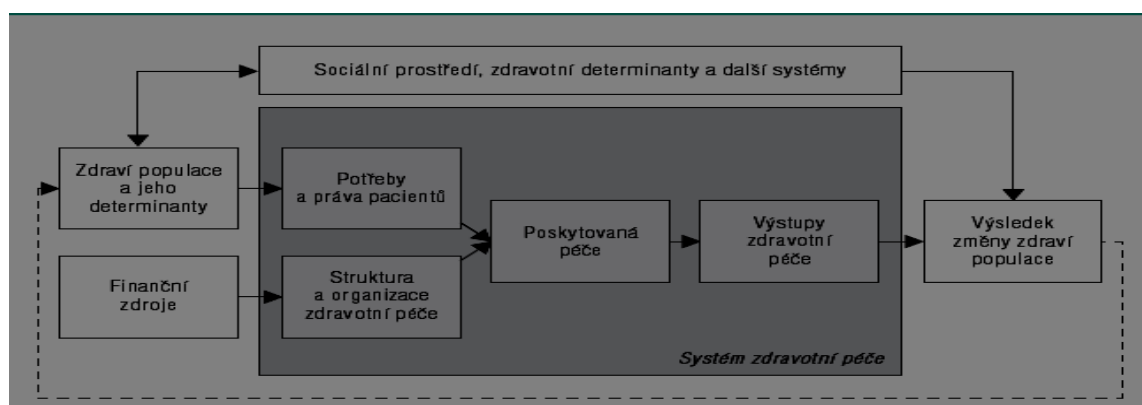 Sociální prostředí, zdravotní determinanty a další systémy
Zdraví populace
a jeho
determinanty
Potřeby
a práva pacientů
Poskytovaná
péče
Výstupy
zdravotní
péče
Výsledek
změny zdraví
populace
Finanční
zdroje
Struktura
a organizace
zdravotní péče
Systém zdravotní péče